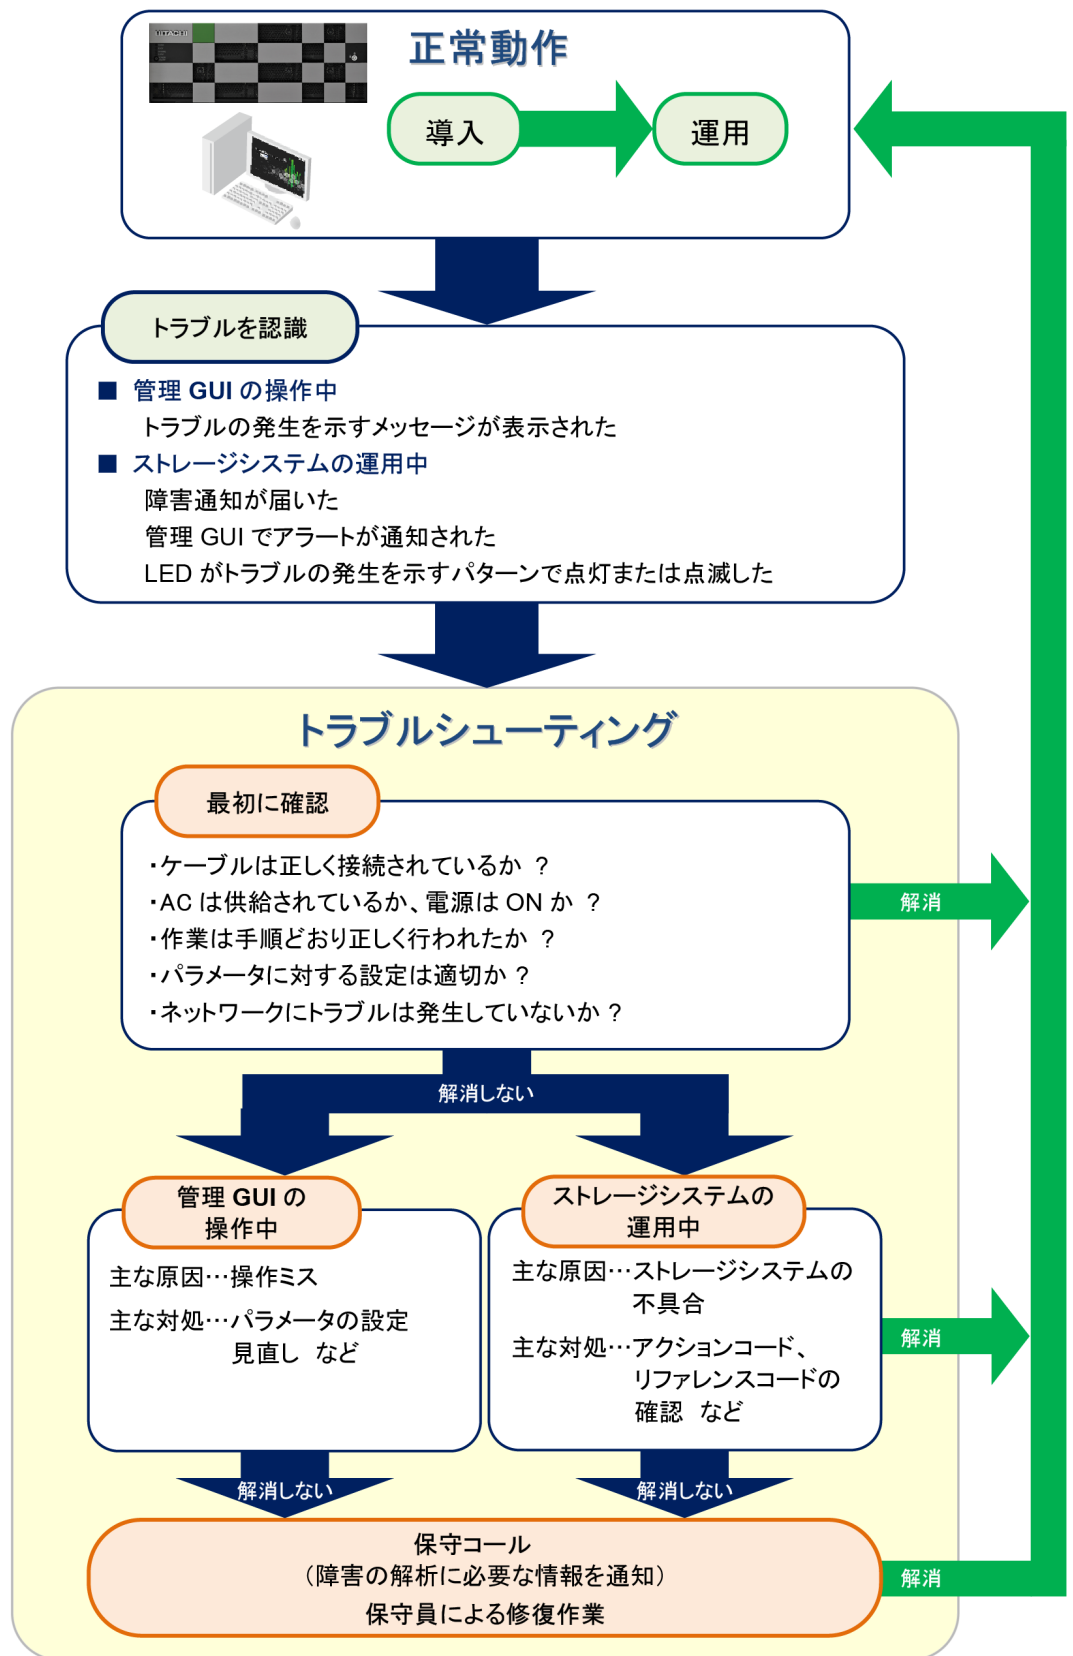 HITACHI
正常動作
導入
運用
トラブルを認識
■ 管理 GUI の操作中
トラブルの発生を示すメッセージが表示された
■ ストレージシステムの運用中
障害通知が届いた
管理 GUI でアラートが通知された
LED がトラブルの発生を示すパターンで点灯または点滅した
トラブルシューティング
最初に確認
・ケーブルは正しく接続されているか ?
・AC は供給されているか、電源は ON か ?
・作業は手順どおり正しく行われたか ?
・パラメータに対する設定は適切か ?
・ネットワークにトラブルは発生していないか ?
解消
解消しない
管理 GUI の
操作中
主な原因…操作ミス
主な対処…パラメータの設定
見直し など
ストレージシステムの
運用中
主な原因…ストレージシステムの
不具合
主な対処…アクションコード、
リファレンスコードの
確認 など
解消
解消しない
解消しない
保守コール
（障害の解析に必要な情報を通知）
保守員による修復作業
解消